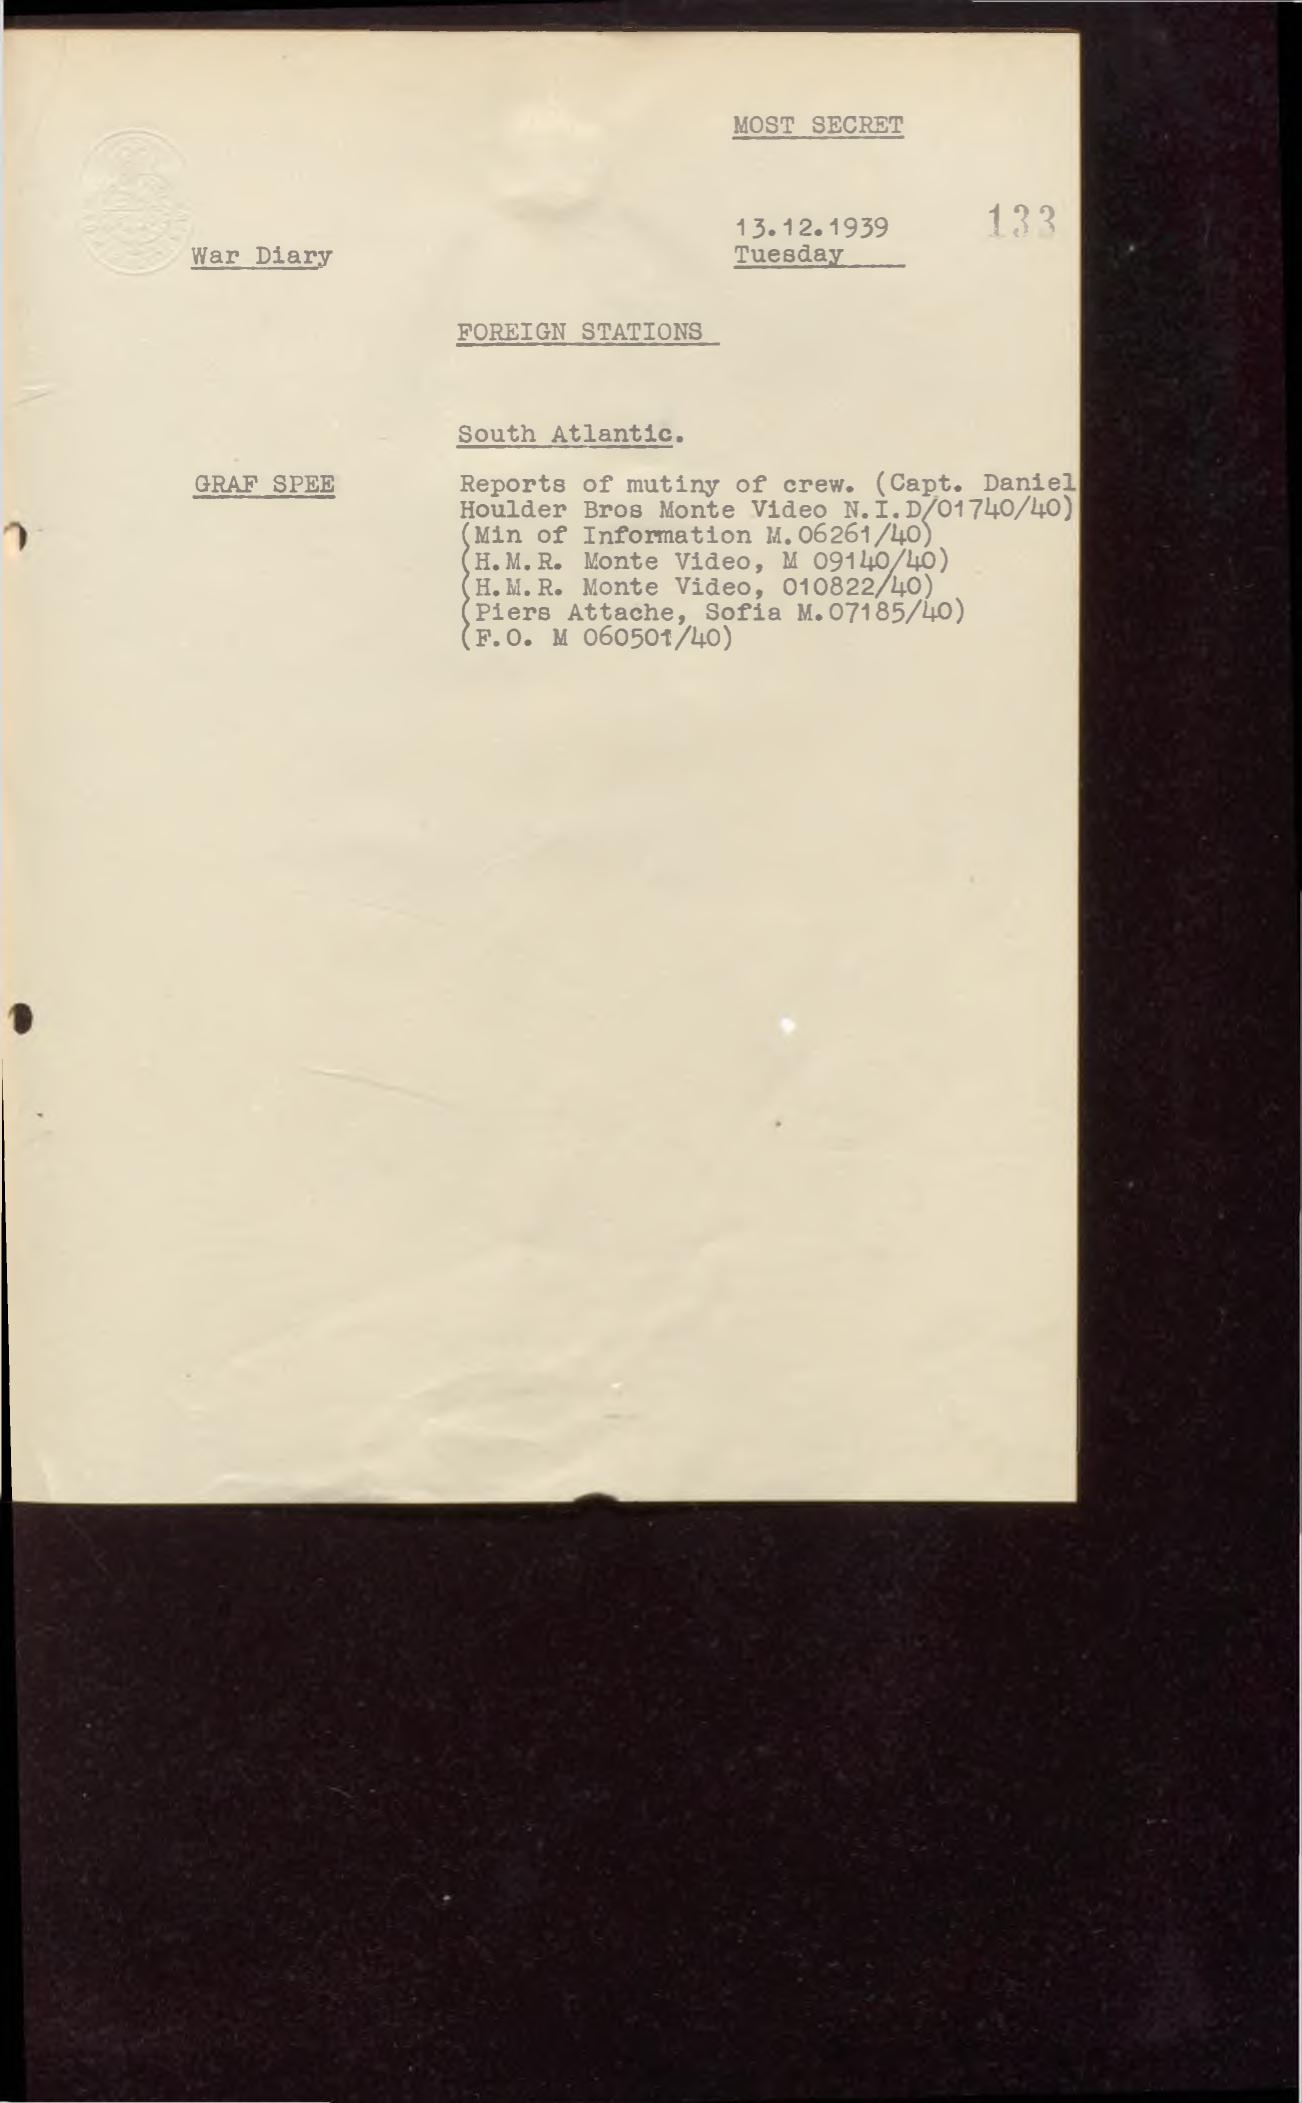 MOST SECRET
133
13.12.1939
War Diary
Tuesday
FOREIGN STATIONS
South Atlantic.
GRAF SPEE
Reports of mutiny of crew. (Capt. Daniel
Houlder Bros Monte Video N.I.D/01740/40)
(Min of Information M.06261/40)
(H.M.R. Monte Video, M 09140/40)
(H.M.R. Monte Video, 010822/40)
(Piers Attache, Sofia M.07185/40)
(F.O. M 060501/40)